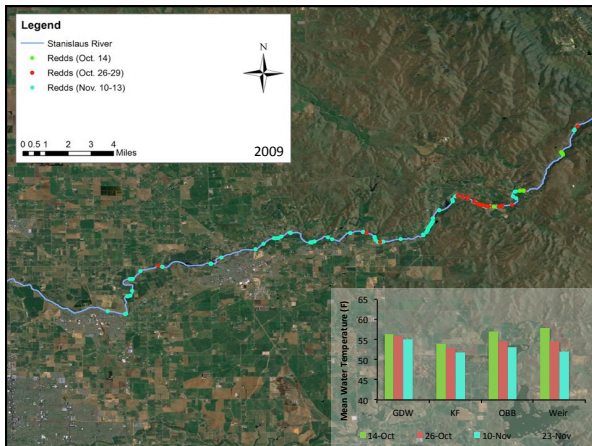 Legend
Stanislaus River
Redds (Oct. 14)
Redds (Oct. 26-29)
Redds (Nov. 10-13)
N
0 0.5 1 2 3 4
Miles
2009
Mean Water Temperature (F)
65
60
55
50
45
40
GDW KF OBB Weir
14-Oct 26-Oct 10-Nov 23-Nov